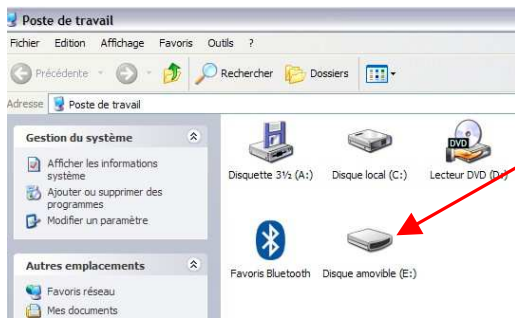 Poste de travail
Fichier Edition Affichage Favoris Outils ?
Précédente Rechercher Dossiers
Adresse Poste de travail
Gestion du système
Afficher les informations
système
Ajouter ou supprimer des
programmes
Modifier un paramètre
Autres emplacements
Favoris réseau
Mes documents
DVD
Disquette 3½ (A:) Disque local (C:) Lecteur DVD (D:)
Favoris Bluetooth Disque amovible (E:)